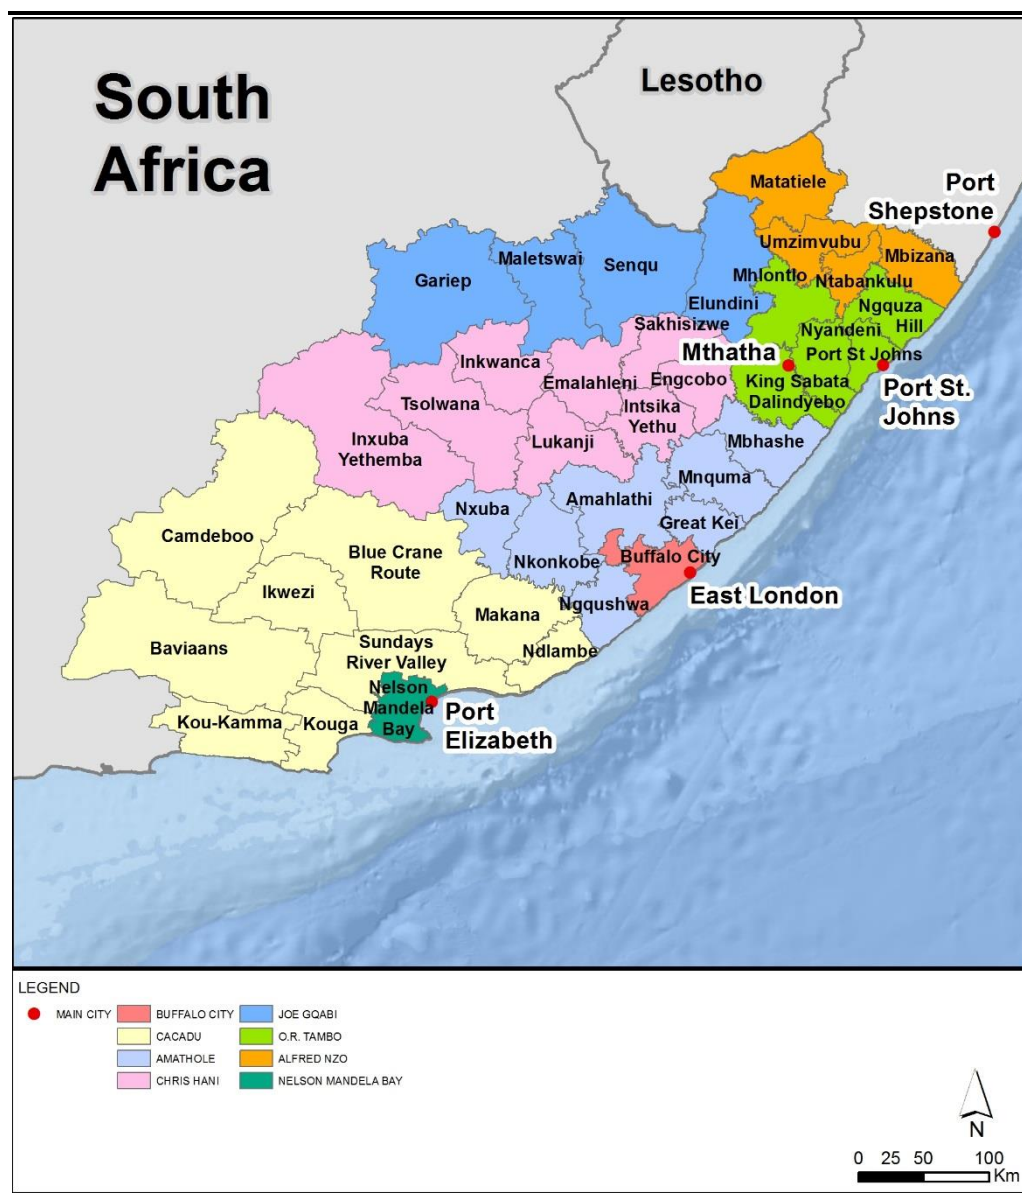 South
Africa
Lesotho
Matatiele
Port
Shepstone
Umzimvubu
Mbizana
Maletswai
Senqu
Mhlontlo
Ntabankulu
Gariep
Elundini
Ngquza
Hill
Sakhisizwe
Nyandeni
Mthatha
Port St Johns
Inkwanca
Emalahleni
Engcobo
King Sabata
Dalindyebo
Port St.
Johns
Tsolwana
Intsika
Yethu
Inxuba
Yethemba
Lukanji
Mbhashe
Mnquma
Amahlathi
Nxuba
Great Kei
Camdeboo
Blue Crane
Route
Nkonkobe
Buffalo City
East London
Ikwezi
Makana
Ngqushwa
Baviaans
Sundays
River Valley
Ndlambe
Nelson
Mandela
Bay
Port
Elizabeth
Kou-Kamma
Kouga
LEGEND
MAIN CITY
BUFFALO CITY
CACADU
AMATHOLE
CHRIS HANI
JOE GQABI
O.R. TAMBO
ALFRED NZO
NELSON MANDELA BAY
N
0 25 50 100
Km